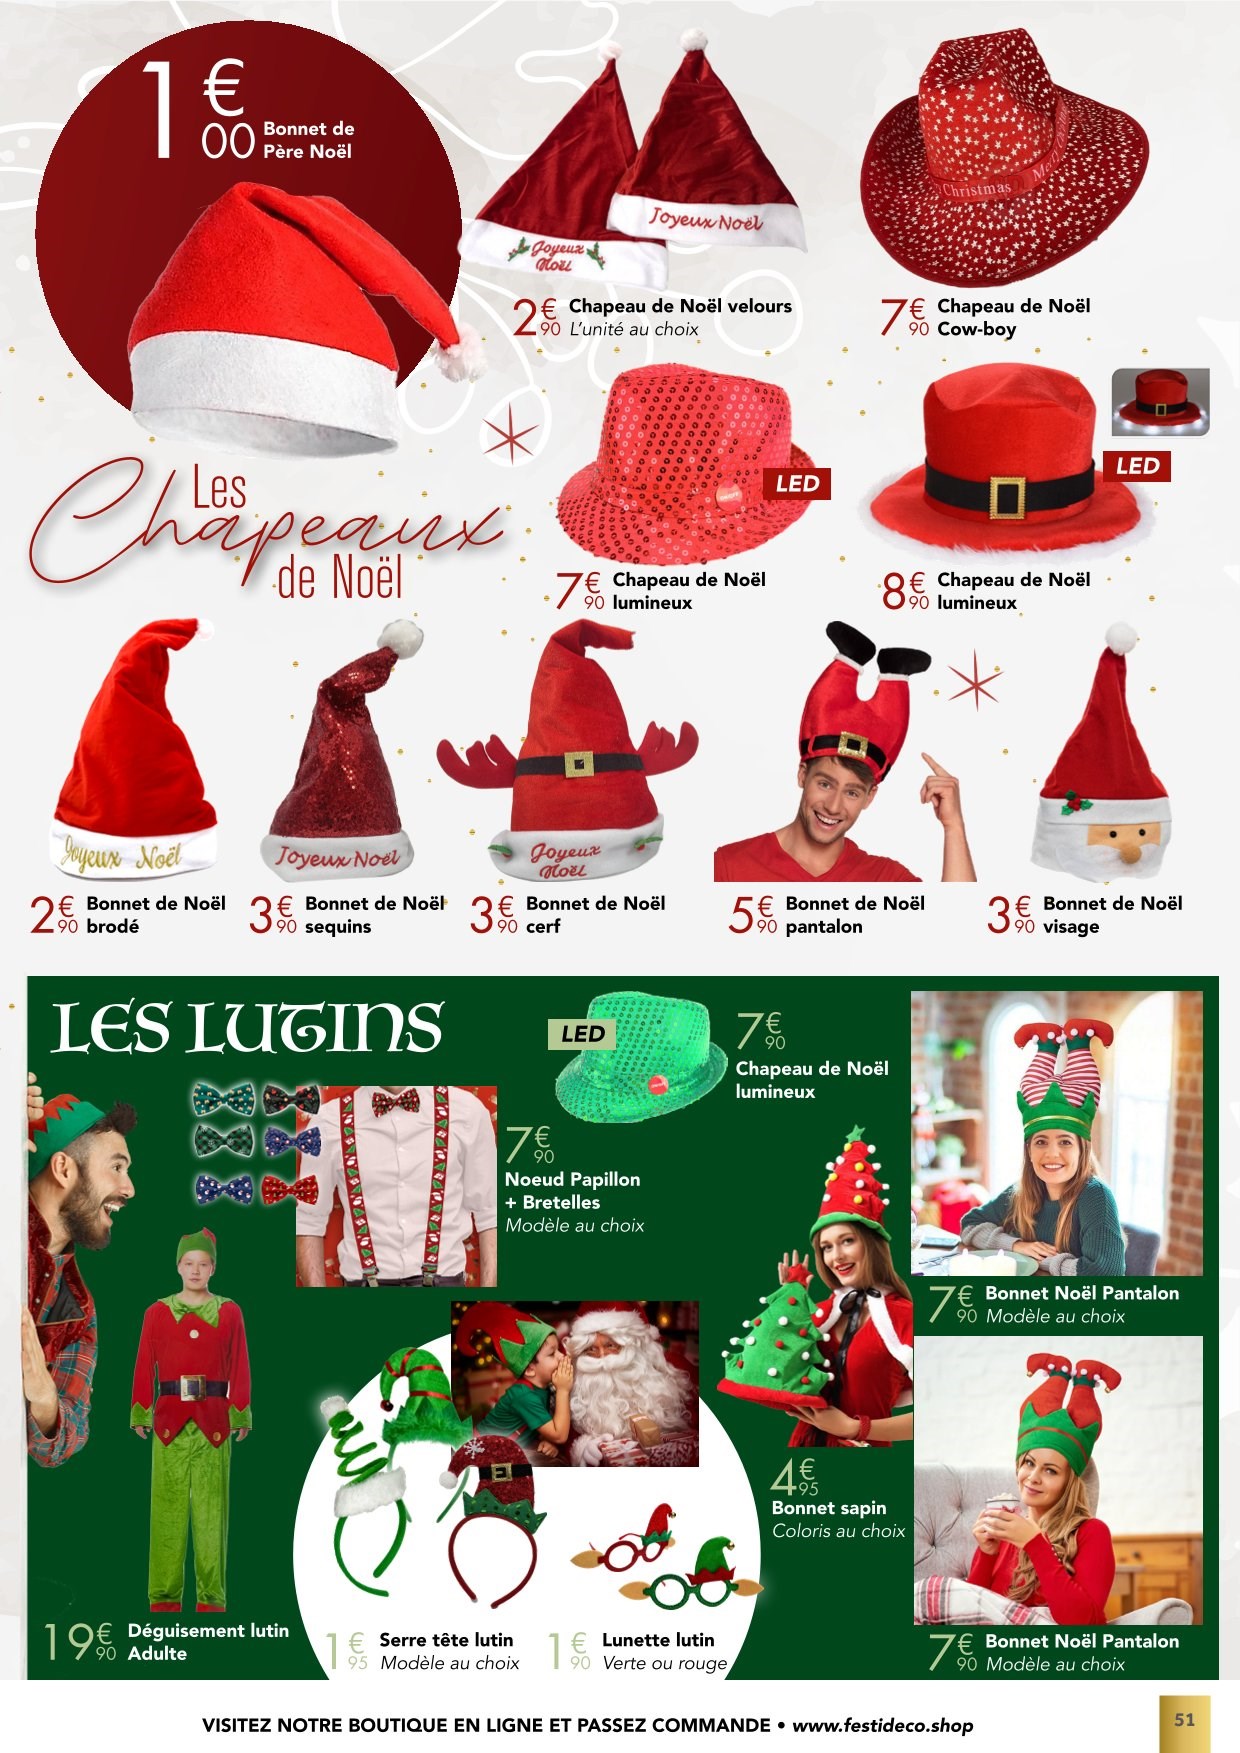 1€00
Bonnet de
Père Noël
Joyeux
Noël
Joyeux Noël
Christmas
2€90
Chapeau de Noël velours
L'unité au choix
7€90
Chapeau de Noël
Cow-boy
Les
Chapeaux
de Noël
LED
7€90
Chapeau de Noël
lumineux
LED
8€90
Chapeau de Noël
lumineux
Joyeux Noël
Joyeux Noël
Joyeux
Noël
2€90
Bonnet de Noël
brodé
3€90
Bonnet de Noël
sequins
3€90
Bonnet de Noël
cerf
5€90
Bonnet de Noël
pantalon
3€90
Bonnet de Noël
visage
LES LUTINS
LED
7€90
Chapeau de Noël
lumineux
7€90
Noeud Papillon
+ Bretelles
Modèle au choix
7€90
Bonnet Noël Pantalon
Modèle au choix
4€95
Bonnet sapin
Coloris au choix
19€90
Déguisement lutin
Adulte
1€95
Serre tête lutin
Modèle au choix
1€90
Lunette lutin
Verte ou rouge
7€90
Bonnet Noël Pantalon
Modèle au choix
VISITEZ NOTRE BOUTIQUE EN LIGNE ET PASSEZ COMMANDE • www.festideco.shop
51